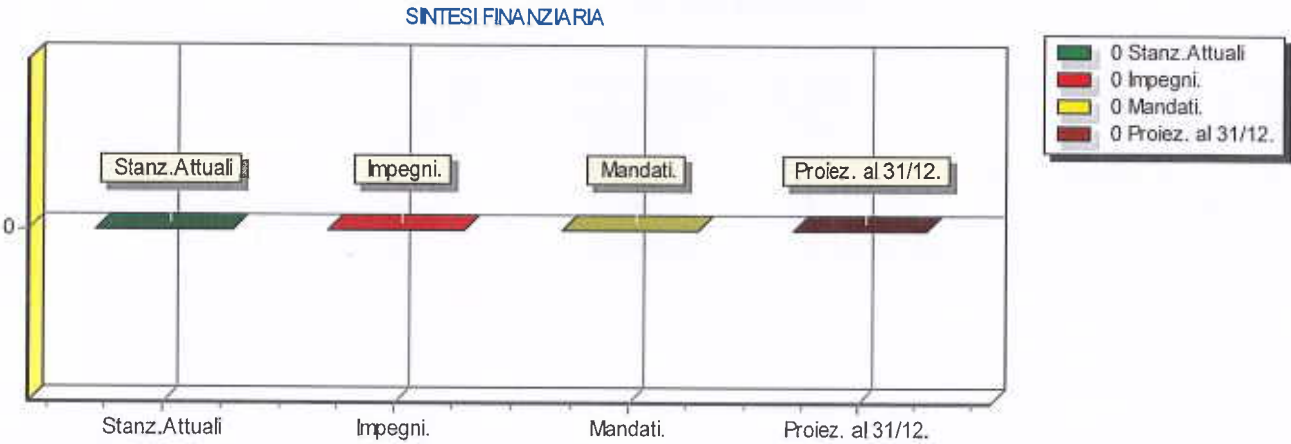 SINTESI FINANZIARIA
0 Stanz.Attuali
0 Impegni.
0 Mandati.
0 Proiez. al 31/12.
Stanz.Attuali
Impegni.
Mandati.
Proiez. al 31/12.
0
Stanz.Attuali
Impegni.
Mandati.
Proiez. al 31/12.